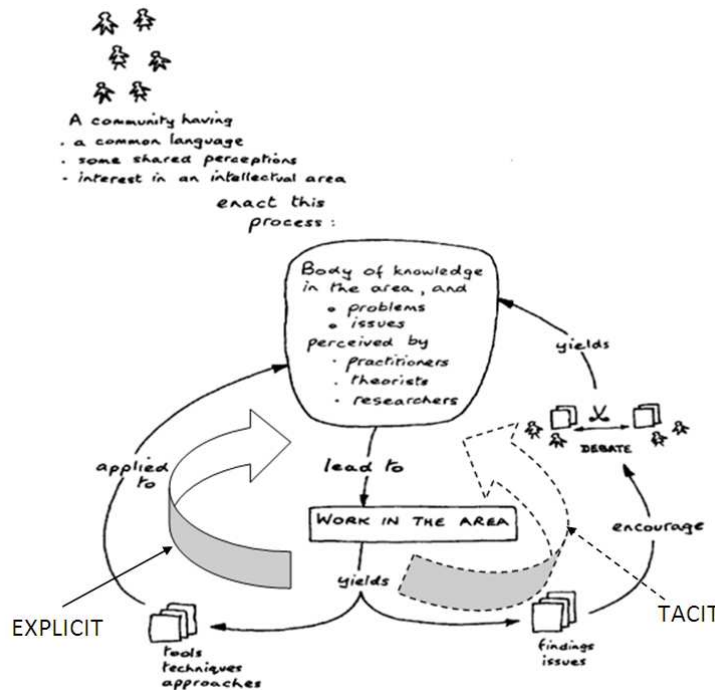 A community having
. a common language
. some shared perceptions
- interest in an intellectual area
enact this
process :
Body of knowledge
in the area, and
• problems
• issues
perceived by
. practitioners
. theorists
. researchers
yields
DEBATE
applied
to
lead to
WORK IN THE AREA
encourage
yields
EXPLICIT
TACIT
tools
techniques
approaches
findings
issues